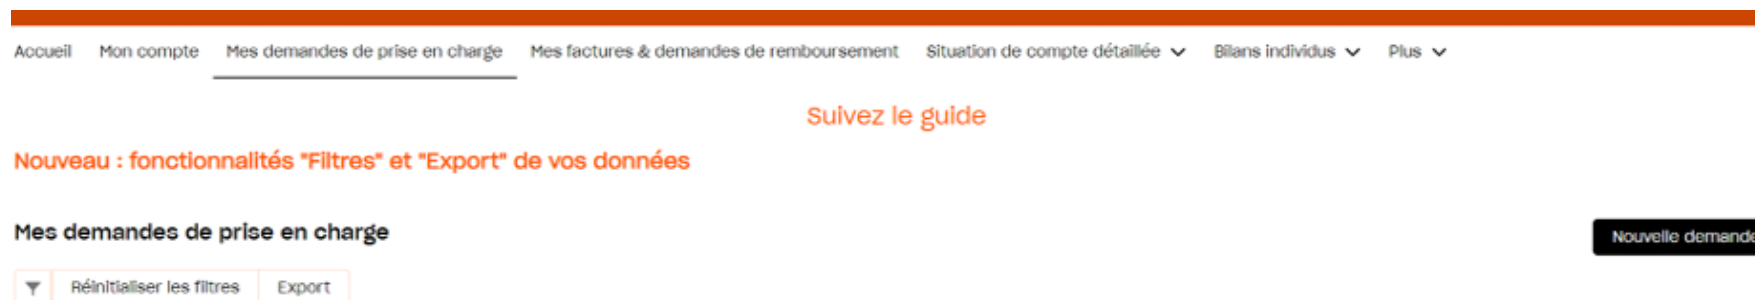 Accueil Mon compte Mes demandes de prise en charge Mes factures & demandes de remboursement Situation de compte détaillée Bilans individus Plus
Suivez le guide
Nouveau : fonctionnalités "Filtres" et "Export" de vos données
Mes demandes de prise en charge
Nouvelle demande
Réinitialiser les filtres Export